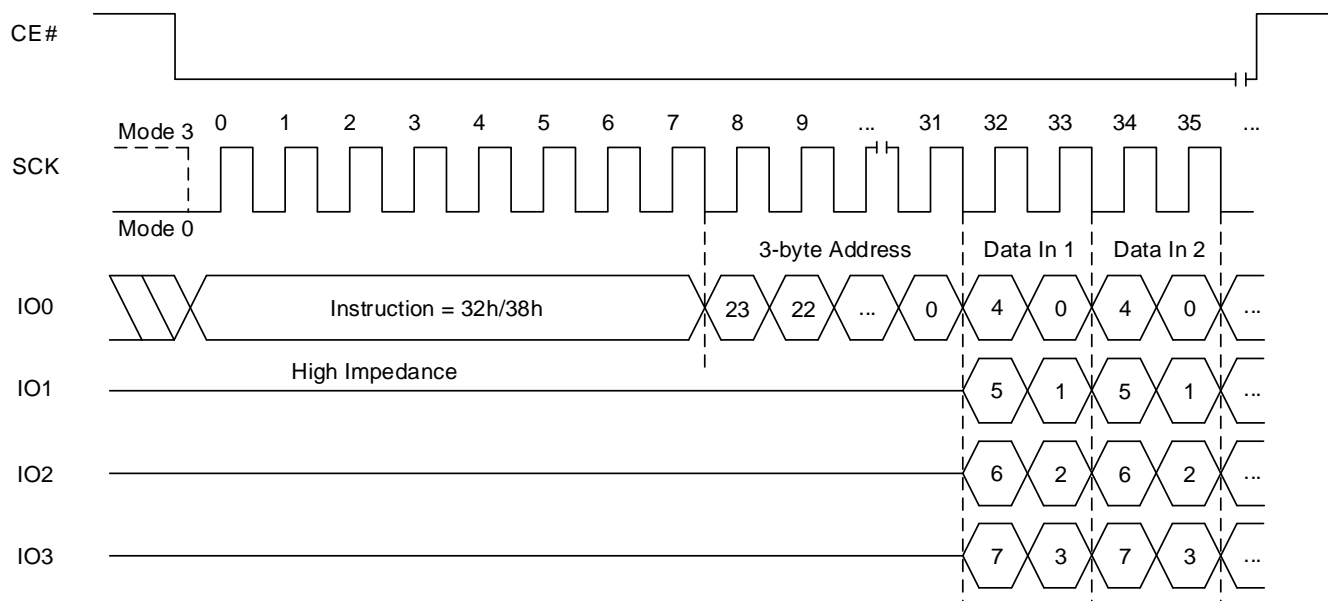 CE#
Mode 3 0 1 2 3 4 5 6 7 8 9 ... 31 32 33 34 35 ...
SCK
Mode 0
3-byte Address Data In 1 Data In 2
IO0 Instruction = 32h/38h 23 22 ... 0 4 0 4 0 ...
High Impedance
IO1 5 1 5 1 ...
IO2 6 2 6 2 ...
IO3 7 3 7 3 ...